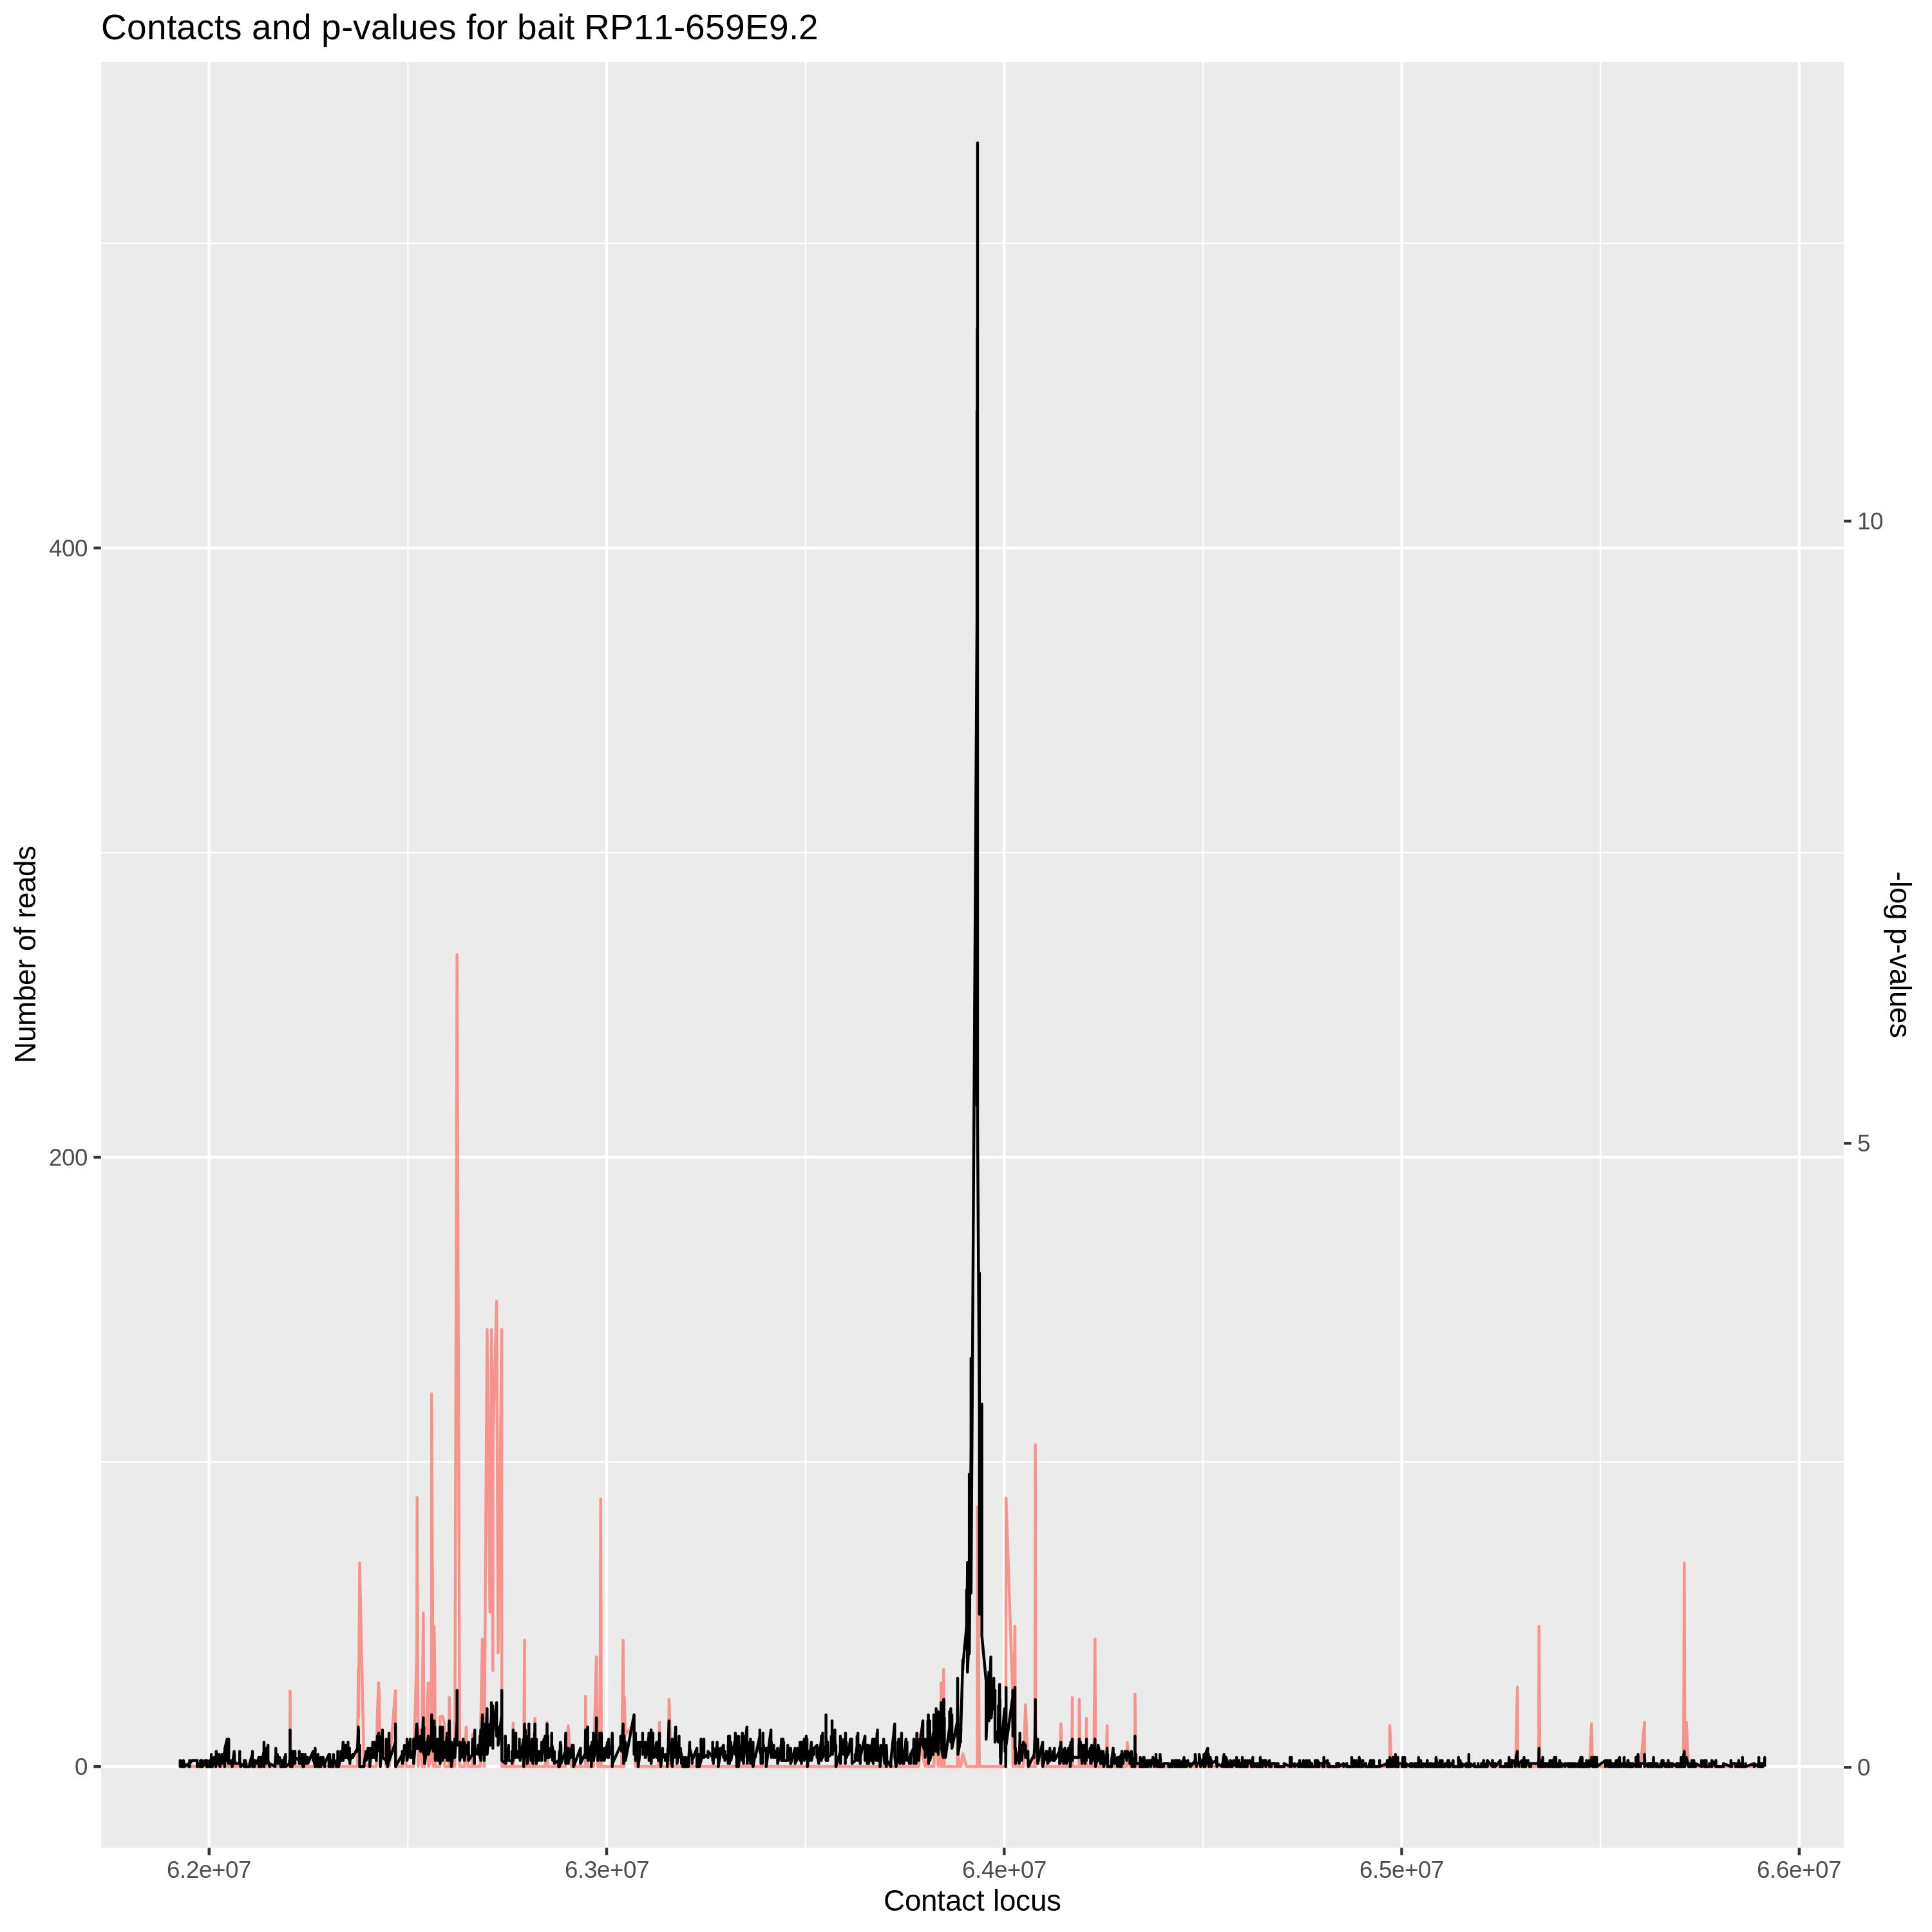 Contacts and p-values for bait RP11-659E9.2
Number of reads
400
200
0
10
5
0
-log p-values
6.2e+07 6.3e+07 6.4e+07 6.5e+07 6.6e+07
Contact locus